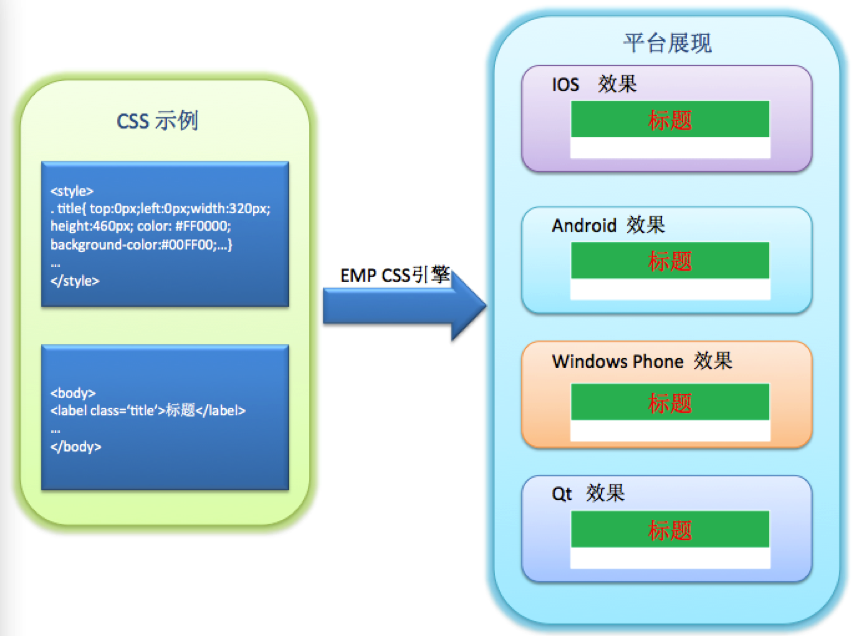 CSS 示例
<style>
. title{ top:0px;left:0px;width:320px;
height:460px; color: #FF0000;
background-color:#00FF00;…}
…
</style>
<body>
<label class=‘title’>标题</label>
…
</body>
EMP CSS引擎
平台展现
IOS 效果
标题
Android 效果
标题
Windows Phone 效果
标题
Qt 效果
标题